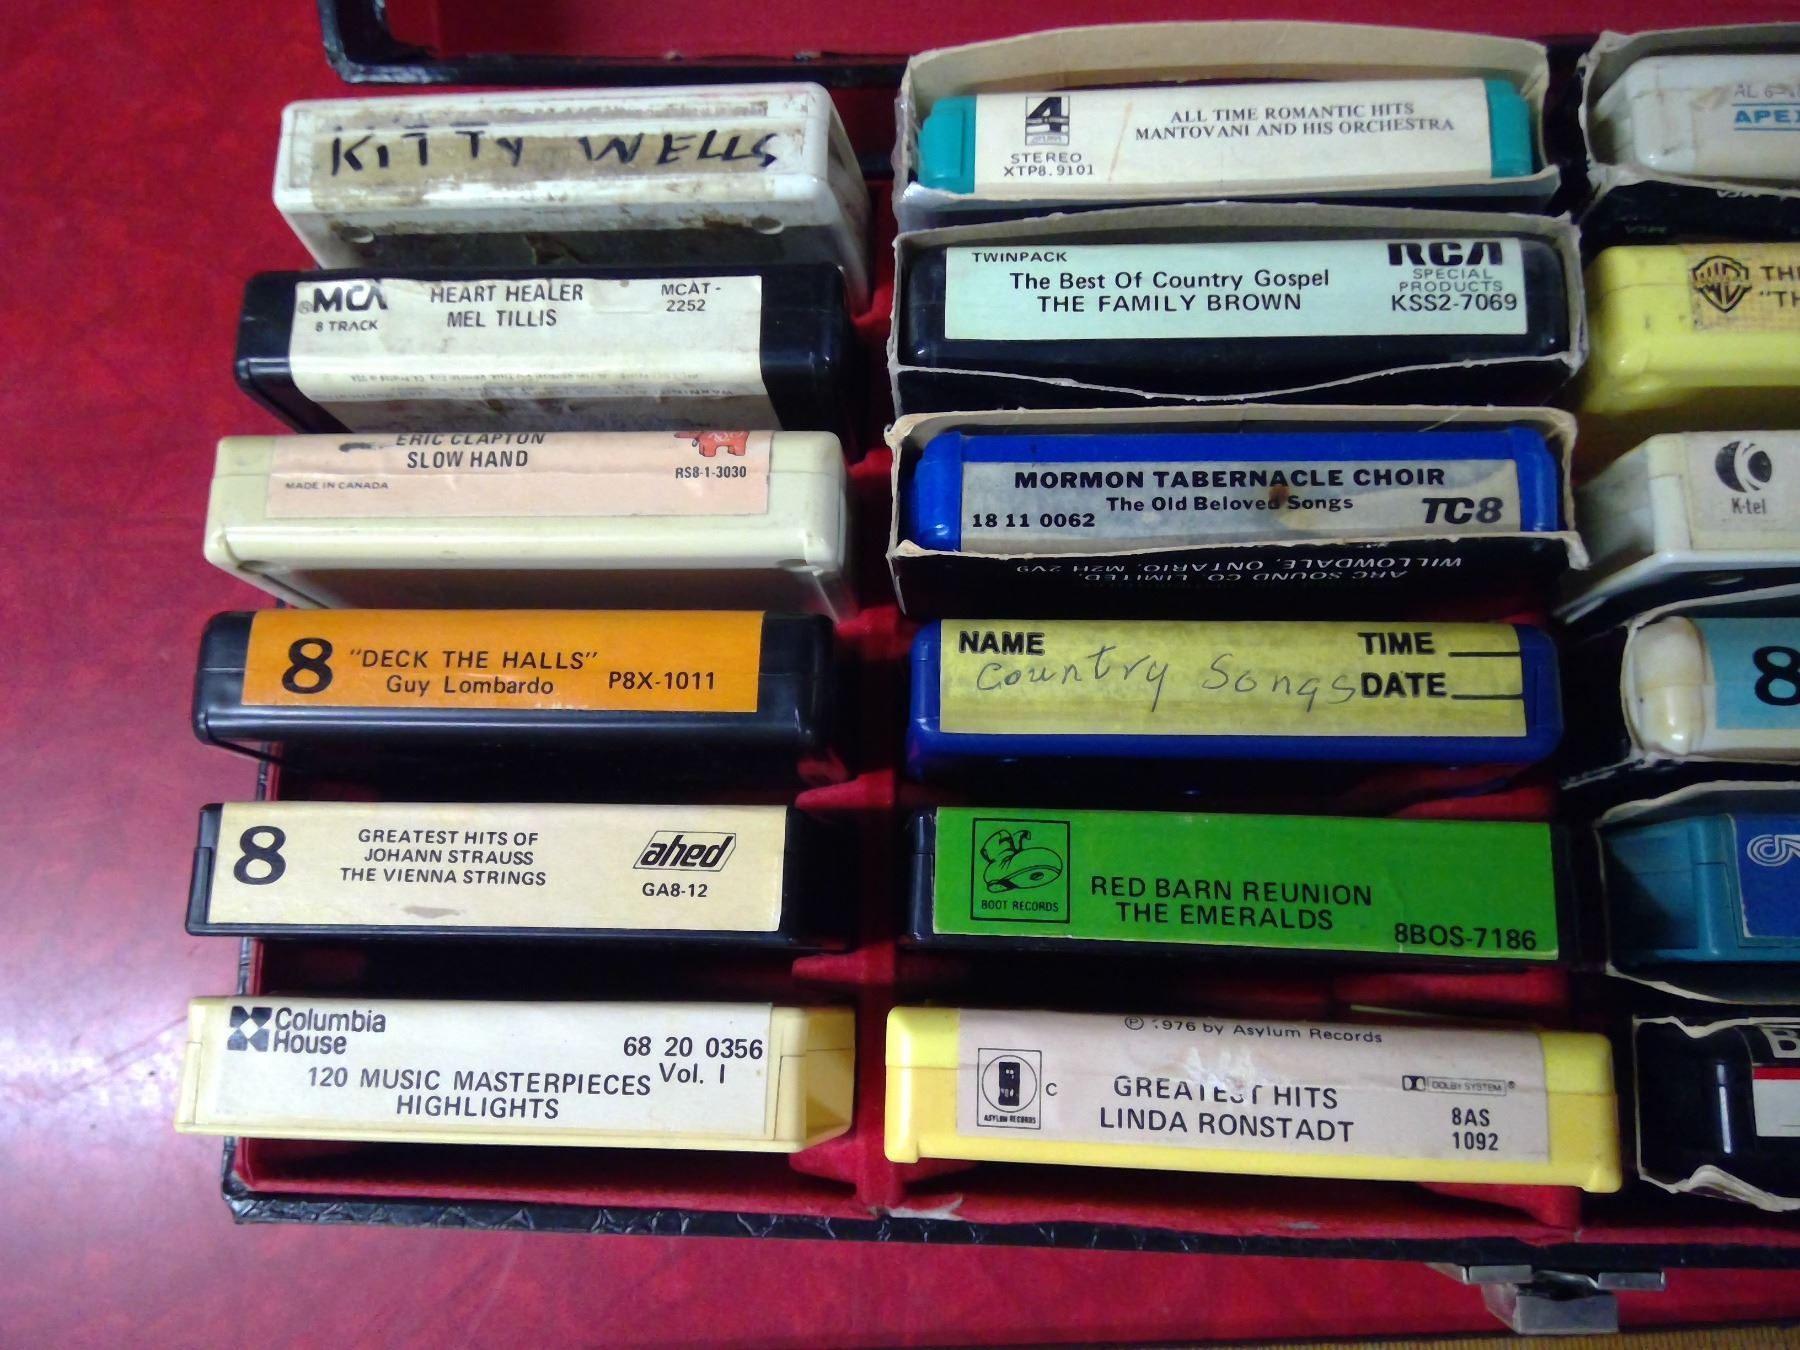 KITTY WELLS
MCA
8 TRACK
HEART HEALER
MEL TILLIS
MCAT-
2252
ERIC CLAPTON
SLOW HAND
MADE IN CANADA
RS8-1-3030
8
"DECK THE HALLS"
Guy Lombardo
P8X-1011
8
GREATEST HITS OF
JOHANN STRAUSS
THE VIENNA STRINGS
ahed
GA8-12
Columbia
House
68 20 0356
120 MUSIC MASTERPIECES Vol. I
HIGHLIGHTS
4
STEREO
XTP8.9101
ALL TIME ROMANTIC HITS
MANTOVANI AND HIS ORCHESTRA
TWINPACK
The Best Of Country Gospel
THE FAMILY BROWN
RCA
SPECIAL
PRODUCTS
KSS2-7069
MORMON TABERNACLE CHOIR
The Old Beloved Songs
18 11 0062
TC8
ARC SOUND CO. LIMITED,
WILLOWDALE, ONTARIO, M2H 2V9
NAME
Country Songs
TIME
DATE
BOOT RECORDS
RED BARN REUNION
THE EMERALDS
8BOS-7186
℗ 1976 by Asylum Records
ASYLUM RECORDS
C
GREATEST HITS
LINDA RONSTADT
DOLBY SYSTEM®
8AS
1092
K-tel
8